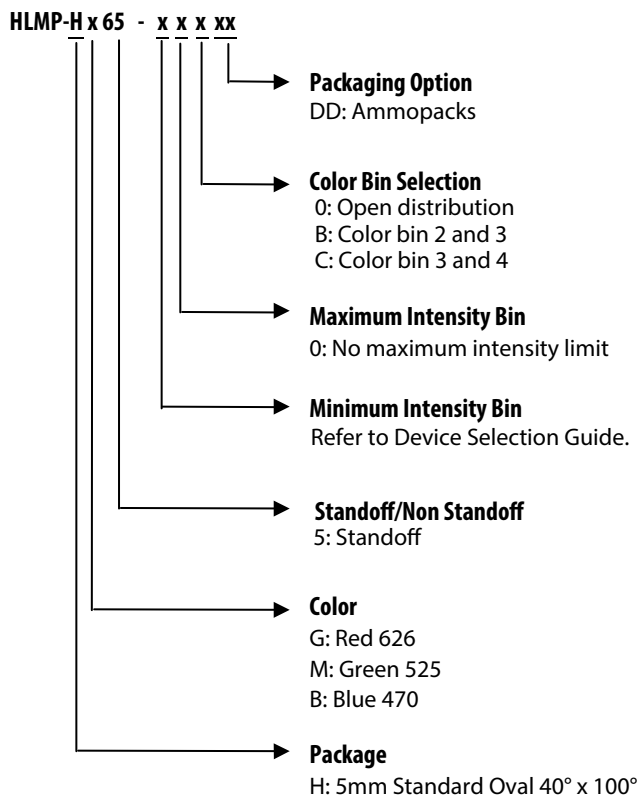 HLMP-H x 65 - x x x xx
Packaging Option
DD: Ammopacks
Color Bin Selection
0: Open distribution
B: Color bin 2 and 3
C: Color bin 3 and 4
Maximum Intensity Bin
0: No maximum intensity limit
Minimum Intensity Bin
Refer to Device Selection Guide.
Standoff/Non Standoff
5: Standoff
Color
G: Red 626
M: Green 525
B: Blue 470
Package
H: 5mm Standard Oval 40° x 100°